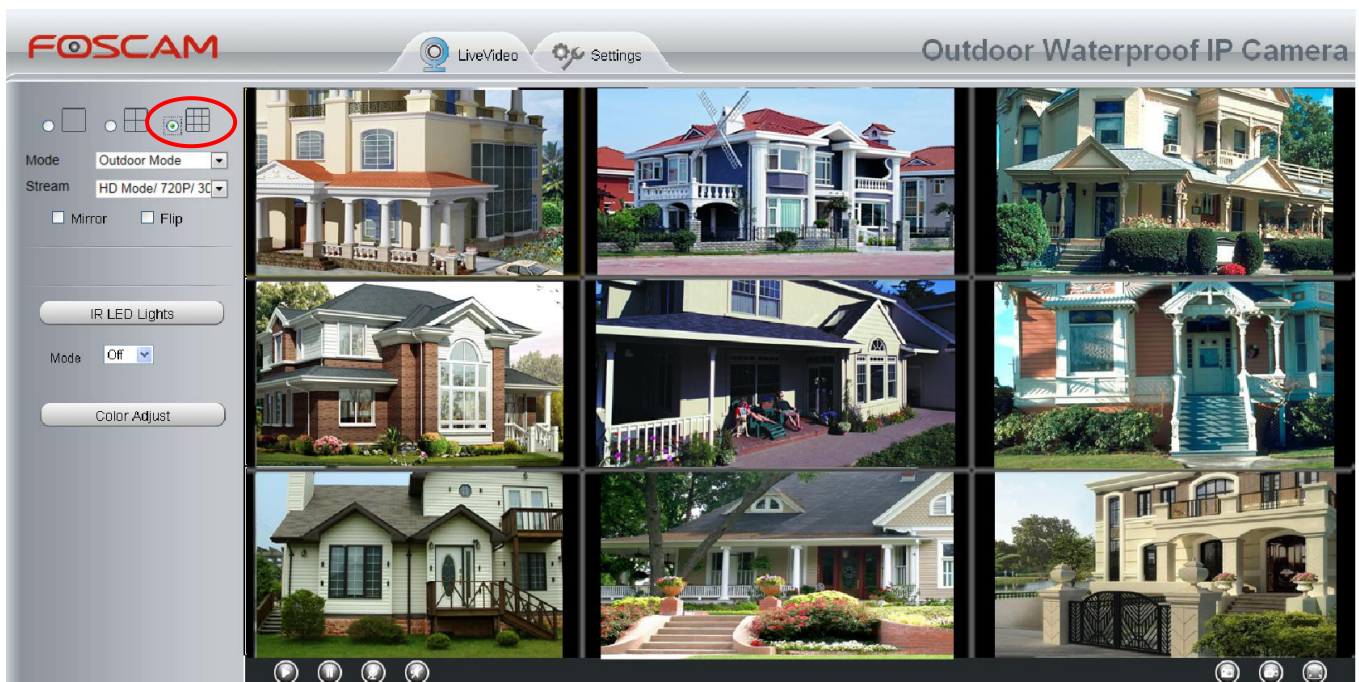 FOSCAM
LiveVideo
Settings
Outdoor Waterproof IP Camera
Mode
Outdoor Mode
Stream
HD Mode/ 720P/ 30
Mirror
Flip
IR LED Lights
Mode
Off
Color Adjust